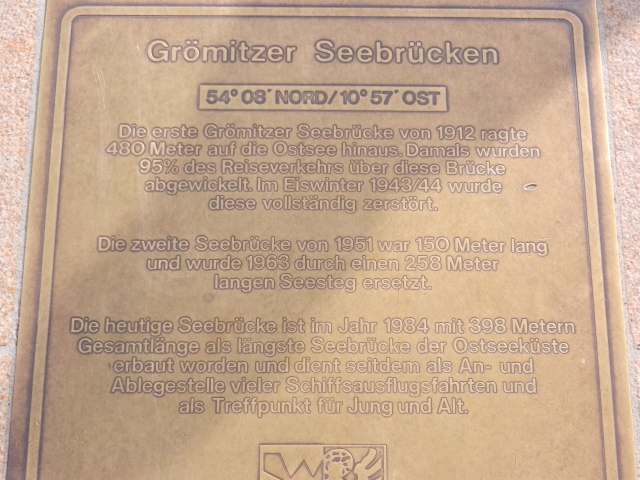 Grömitzer Seebrücken
54° 08′ NORD/10° 57′ OST
Die erste Grömitzer Seebrücke von 1912 ragte
480 Meter auf die Ostsee hinaus. Damals wurden
95% des Reiseverkehrs über diese Brücke
abgewickelt. Im Eiswinter 1943/44 wurde
diese vollständig zerstört.
Die zweite Seebrücke von 1951 war 150 Meter lang
und wurde 1963 durch einen 258 Meter
langen Seesteg ersetzt.
Die heutige Seebrücke ist im Jahr 1984 mit 398 Metern
Gesamtlänge als längste Seebrücke der Ostseeküste
erbaut worden und dient seitdem als An- und
Ablegestelle vieler Schiffsausflugsfahrten und
als Treffpunkt für Jung und Alt.